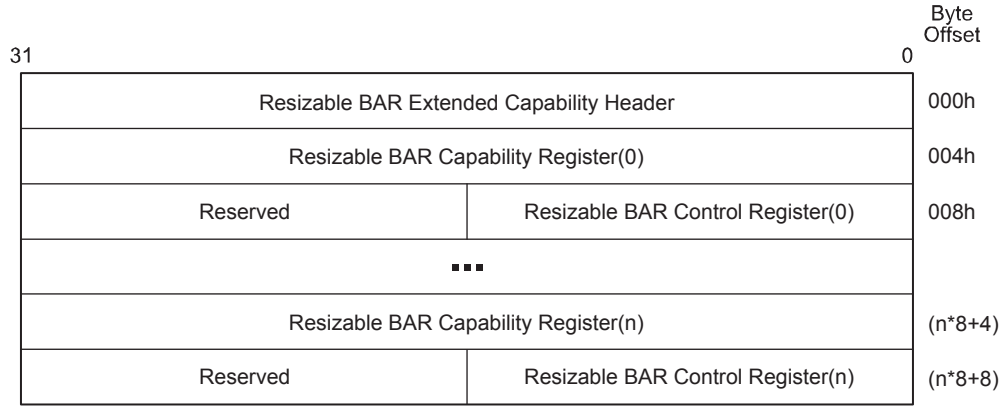 Byte
Offset
31 0
Resizable BAR Extended Capability Header 000h
Resizable BAR Capability Register(0) 004h
Reserved Resizable BAR Control Register(0) 008h
...
Resizable BAR Capability Register(n) (n*8+4)
Reserved Resizable BAR Control Register(n) (n*8+8)